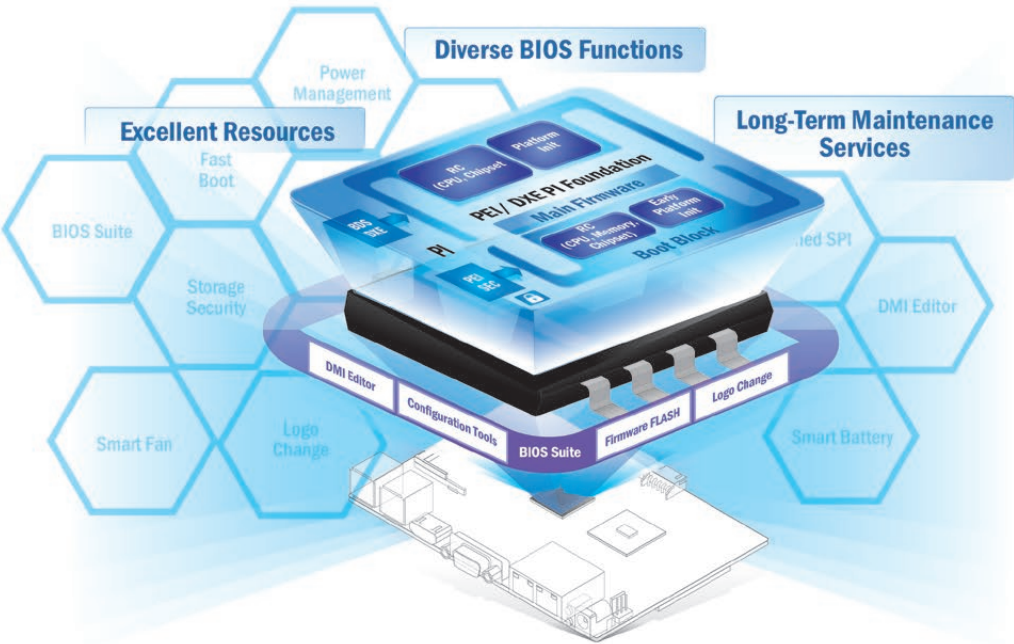 Diverse BIOS Functions
Power
Management
Excellent Resources
Long-Term Maintenance
Services
Fast
Boot
BIOS Suite
Storage
Security
Smart Fan
Logo
Change
SPI
DMI Editor
Smart Battery
RC
(CPU, Chipset
Platform
Init
PEI/ DXE PI Foundation
Main Firmware
BDS
DXE
PI
RC
(CPU, Memory,
Chipset)
Early
Platform
Init
Boot Block
PEI
SEC
DMI Editor
Configuration Tools
BIOS Suite
Firmware FLASH
Logo Change